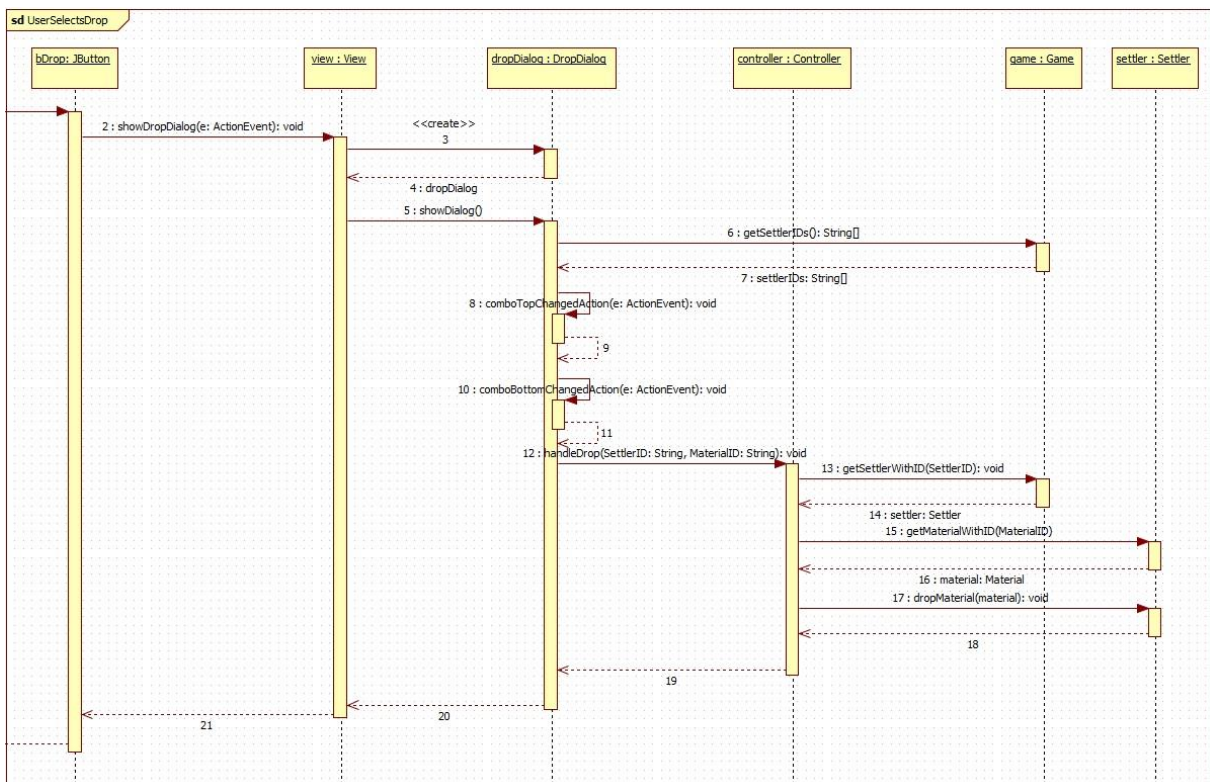 sd UserSelectsDrop
bDrop: JButton
view : View
dropDialog : DropDialog
controller : Controller
game : Game
settler : Settler
2 : showDropDialog(e: ActionEvent): void
<<create>>
3
4 : dropDialog
5 : showDialog()
6 : getSettlerIDs(): String[]
7 : settlerIDs: String[]
8 : comboTopChangedAction(e: ActionEvent): void
9
10 : comboBottomChangedAction(e: ActionEvent): void
11
12 : handleDrop(SettlerID: String, MaterialID: String): void
13 : getSettlerWithID(SettlerID): void
14 : settler: Settler
15 : getMaterialWithID(MaterialID)
16 : material: Material
17 : dropMaterial(material): void
18
19
20
21